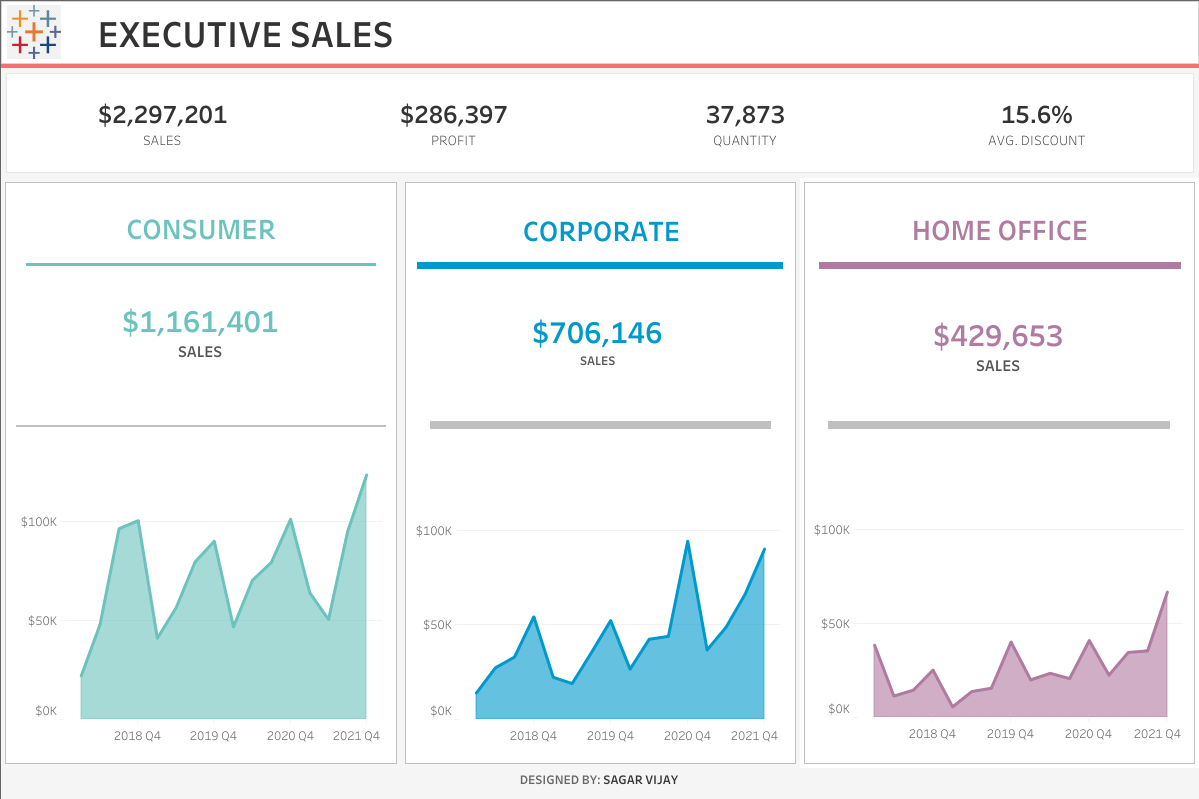 EXECUTIVE SALES
$2,297,201
SALES
$286,397
PROFIT
37,873
QUANTITY
15.6%
AVG. DISCOUNT
CONSUMER
$1,161,401
SALES
$100K
$50K
$0K
2018 Q4 2019 Q4 2020 Q4 2021 Q4
CORPORATE
$706,146
SALES
$100K
$50K
$0K
2018 Q4 2019 Q4 2020 Q4 2021 Q4
HOME OFFICE
$429,653
SALES
$100K
$50K
$0K
2018 Q4 2019 Q4 2020 Q4 2021 Q4
DESIGNED BY: SAGAR VIJAY